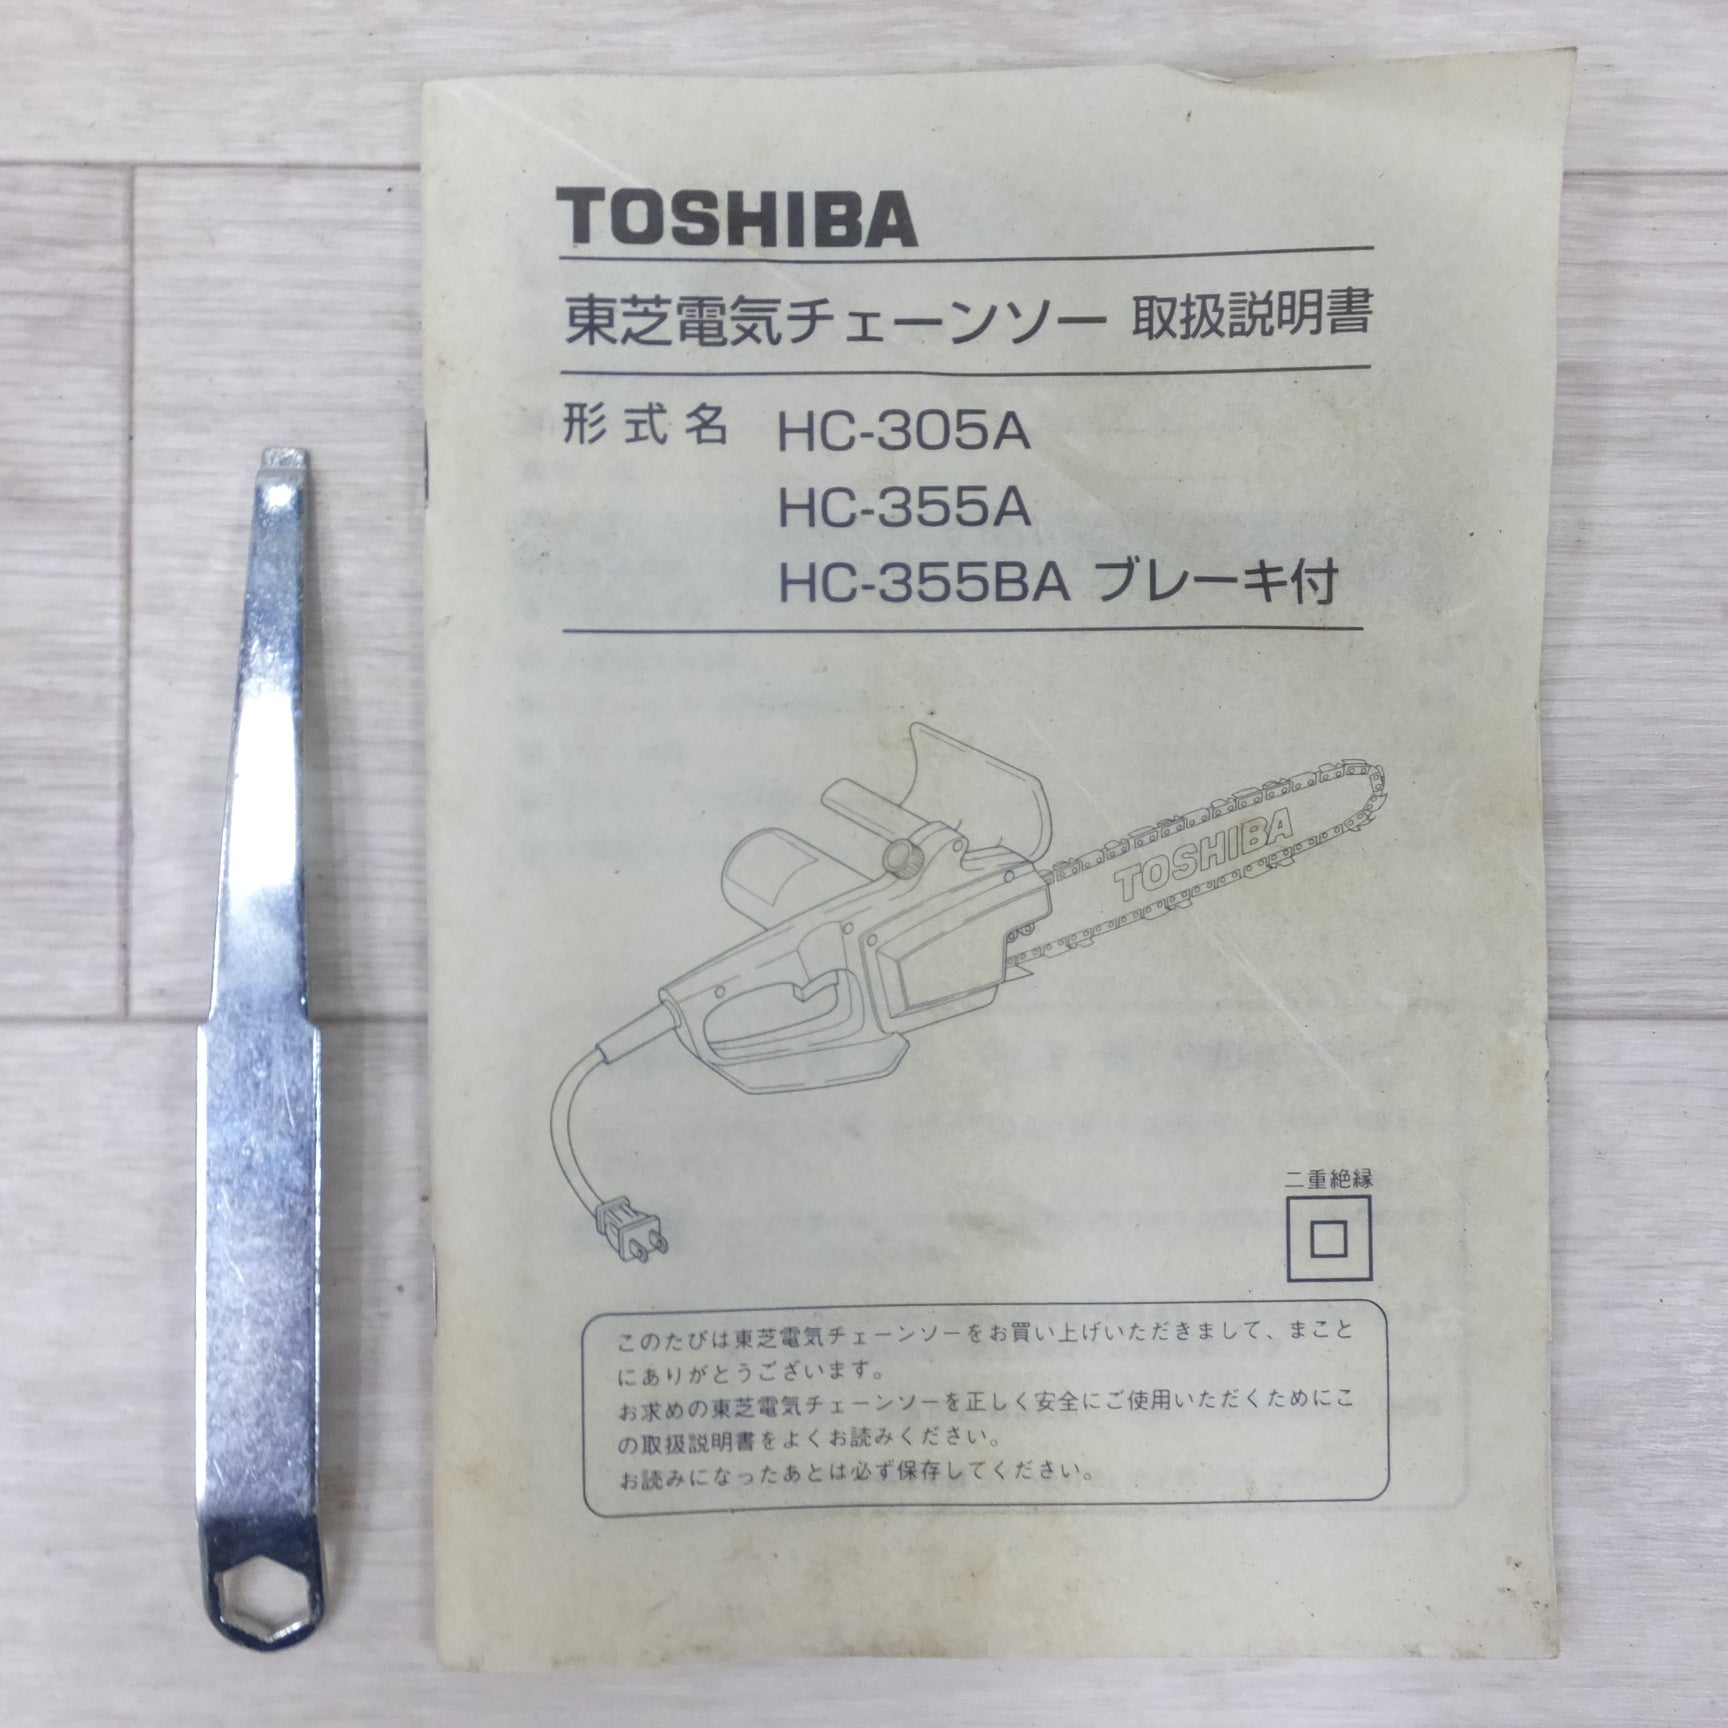 TOSHIBA
東芝電気チェーンソー 取扱説明書
形式名 HC-305A
HC-355A
HC-355BA ブレーキ付
TOSHIBA
二重絶縁
このたびは東芝電気チェーンソーをお買い上げいただきまして、まこと
にありがとうございます。
お求めの東芝電気チェーンソーを正しく安全にご使用いただくためにこ
の取扱説明書をよくお読みください。
お読みになったあとは必ず保存してください。